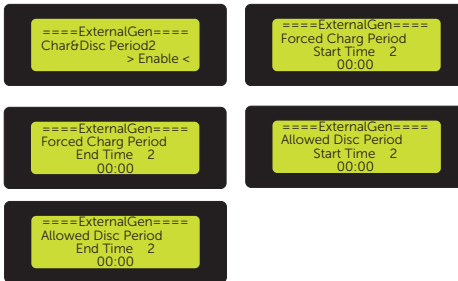 ====ExternalGen====
Char&Disc Period2
> Enable <
====ExternalGen====
Forced Charg Period
Start Time 2
00:00
====ExternalGen====
Forced Charg Period
End Time 2
00:00
====ExternalGen====
Allowed Disc Period
Start Time 2
00:00
====ExternalGen====
Allowed Disc Period
End Time 2
00:00